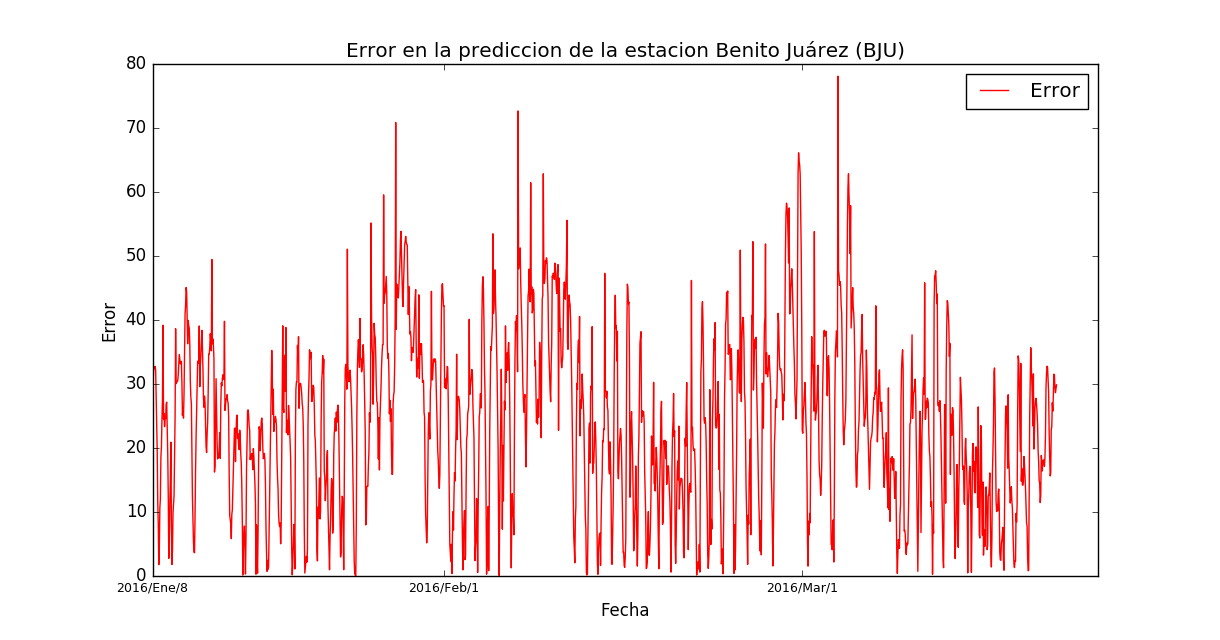 Error en la prediccion de la estacion Benito Juárez (BJU)
80
70
60
50
40
30
20
10
0
Error
Error
2016/Ene/8
2016/Feb/1
2016/Mar/1
Fecha